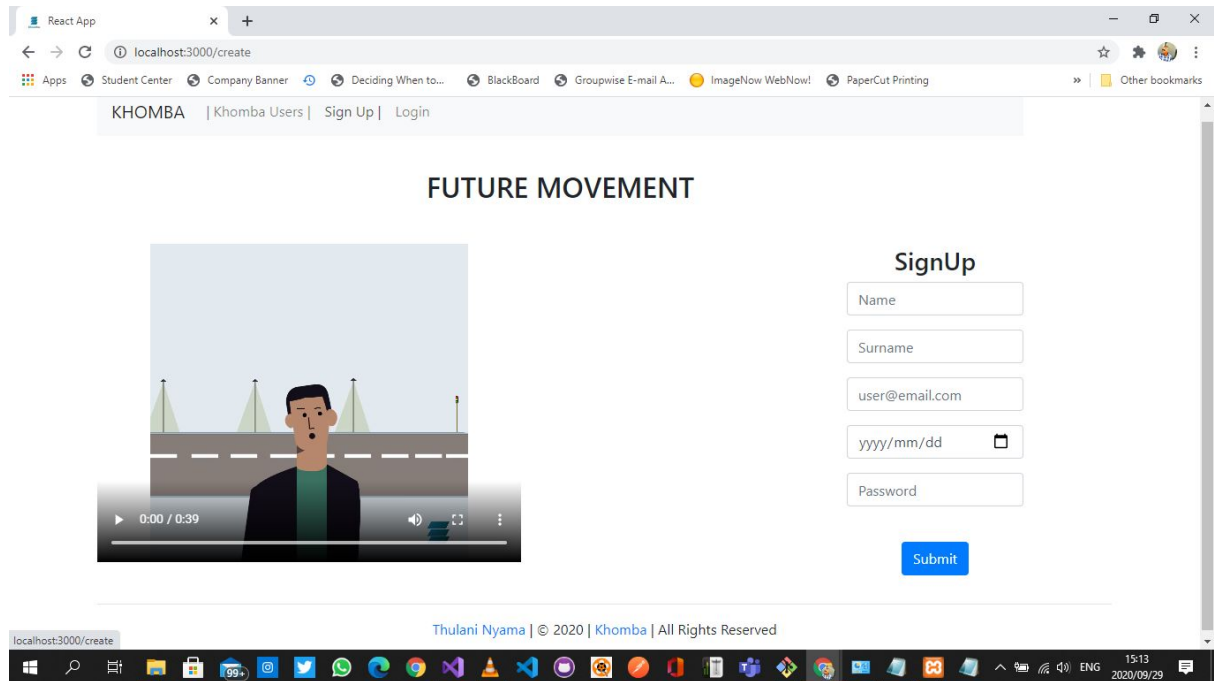 React App
localhost:3000/create
Apps Student Center Company Banner Deciding When to... BlackBoard Groupwise E-mail A... ImageNow WebNow! PaperCut Printing » Other bookmarks
KHOMBA | Khomba Users | Sign Up | Login
FUTURE MOVEMENT
SignUp
Name
Surname
user@email.com
yyyy/mm/dd
Password
0:00 / 0:39
Submit
Thulani Nyama | © 2020 | Khomba | All Rights Reserved
localhost:3000/create
99+
ENG
15:13
2020/09/29